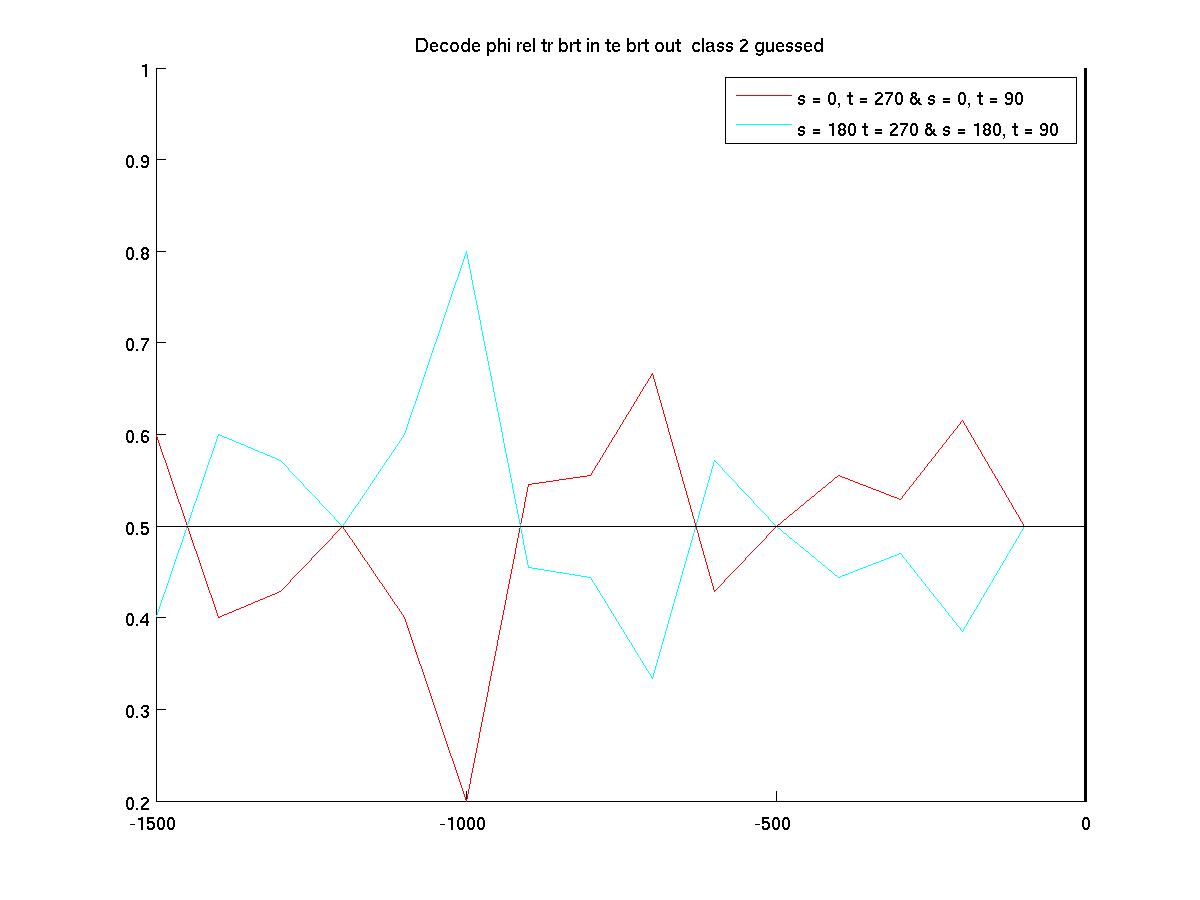 Decode phi rel tr brt in te brt out  class 2 guessed
s = 0, t = 270 & s = 0, t = 90
s = 180 t = 270 & s = 180, t = 90
1
0.9
0.8
0.7
0.6
0.5
0.4
0.3
0.2
-1500 -1000 -500 0